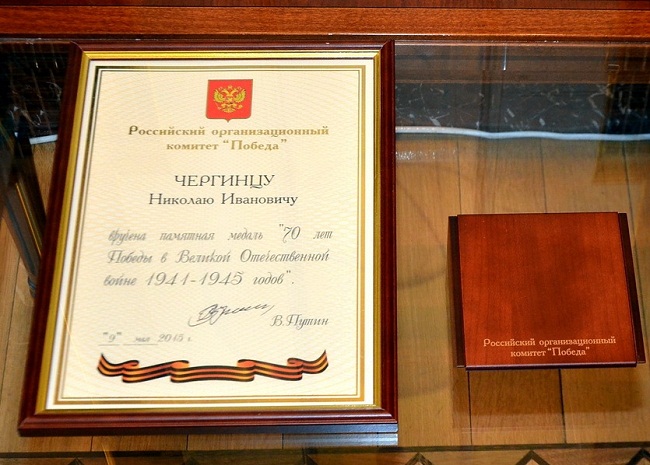 Российский организационный
комитет "Победа"
ЧЕРГИНЦУ
Николаю Ивановичу
вручена памятная медаль "70 лет
Победы в Великой Отечественной
войне 1941-1945 годов".
В.Путин
"9" мая 2015 г.
Российский организационный
комитет "Победа"